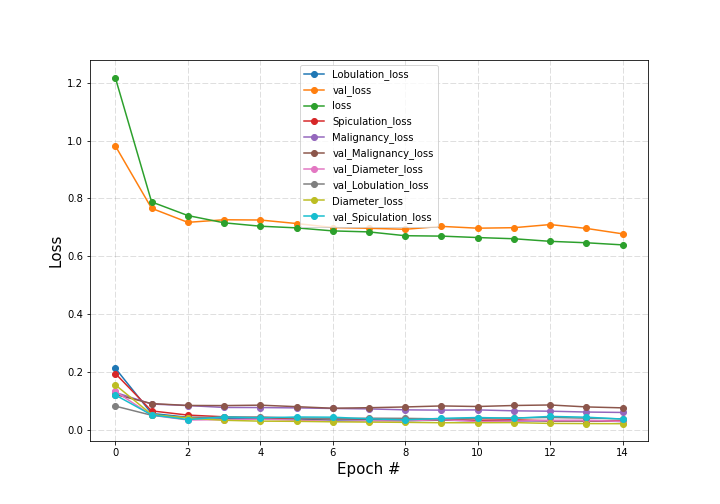 Lobulation_loss
val_loss
loss
Spiculation_loss
Malignancy_loss
val_Malignancy_loss
val_Diameter_loss
val_Lobulation_loss
Diameter_loss
val_Spiculation_loss
Loss
1.2
1.0
0.8
0.6
0.4
0.2
0.0
0 2 4 6 8 10 12 14
Epoch #